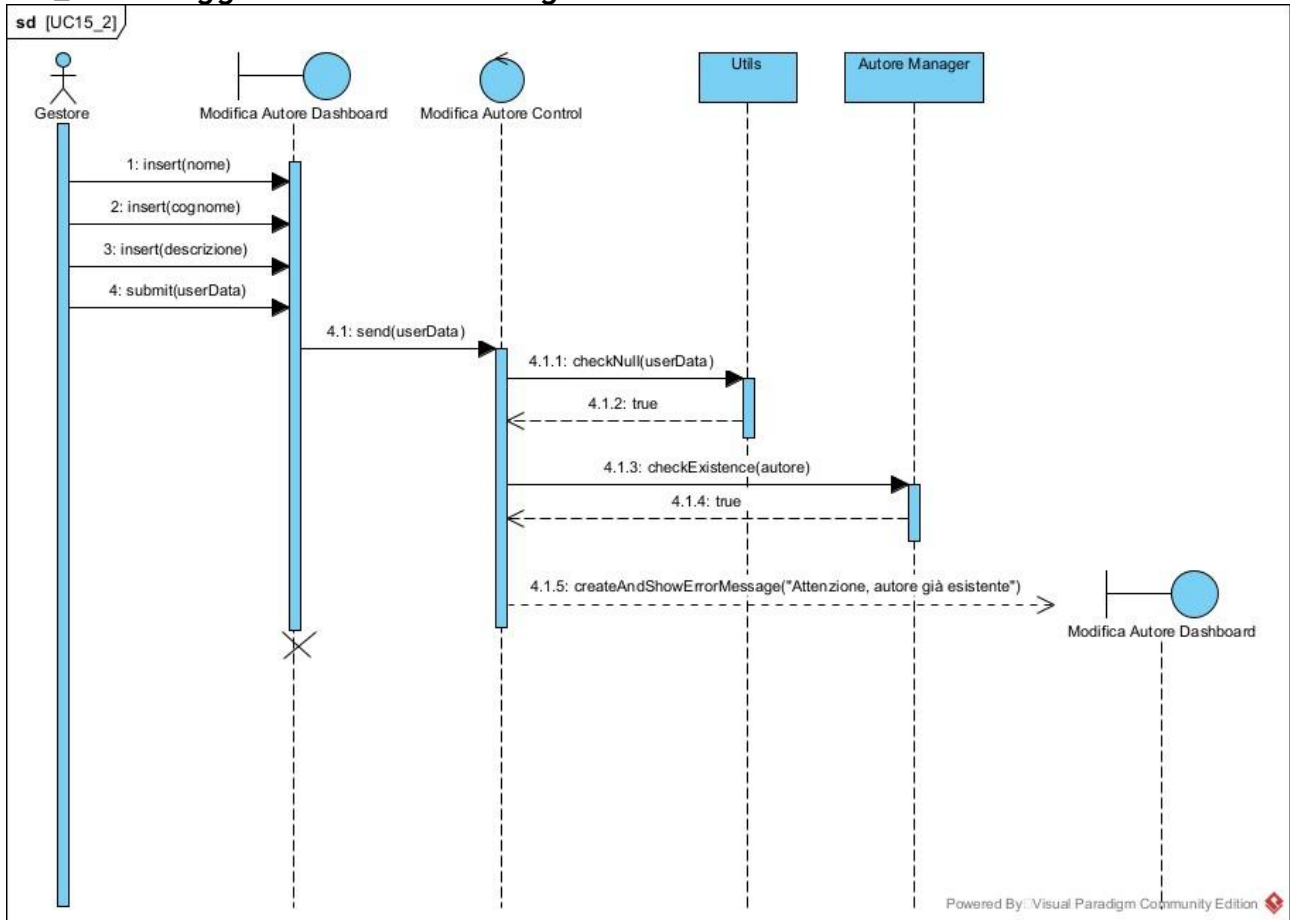 sd [UC15_2]
Gestore
Modifica Autore Dashboard
Modifica Autore Control
Utils
Autore Manager
1: insert(nome)
2: insert(cognome)
3: insert(descrizione)
4: submit(userData)
4.1: send(userData)
4.1.1: checkNull(userData)
4.1.2: true
4.1.3: checkExistence(autore)
4.1.4: true
4.1.5: createAndShowErrorMessage("Attenzione, autore già esistente")
Modifica Autore Dashboard
Powered By Visual Paradigm Community Edition